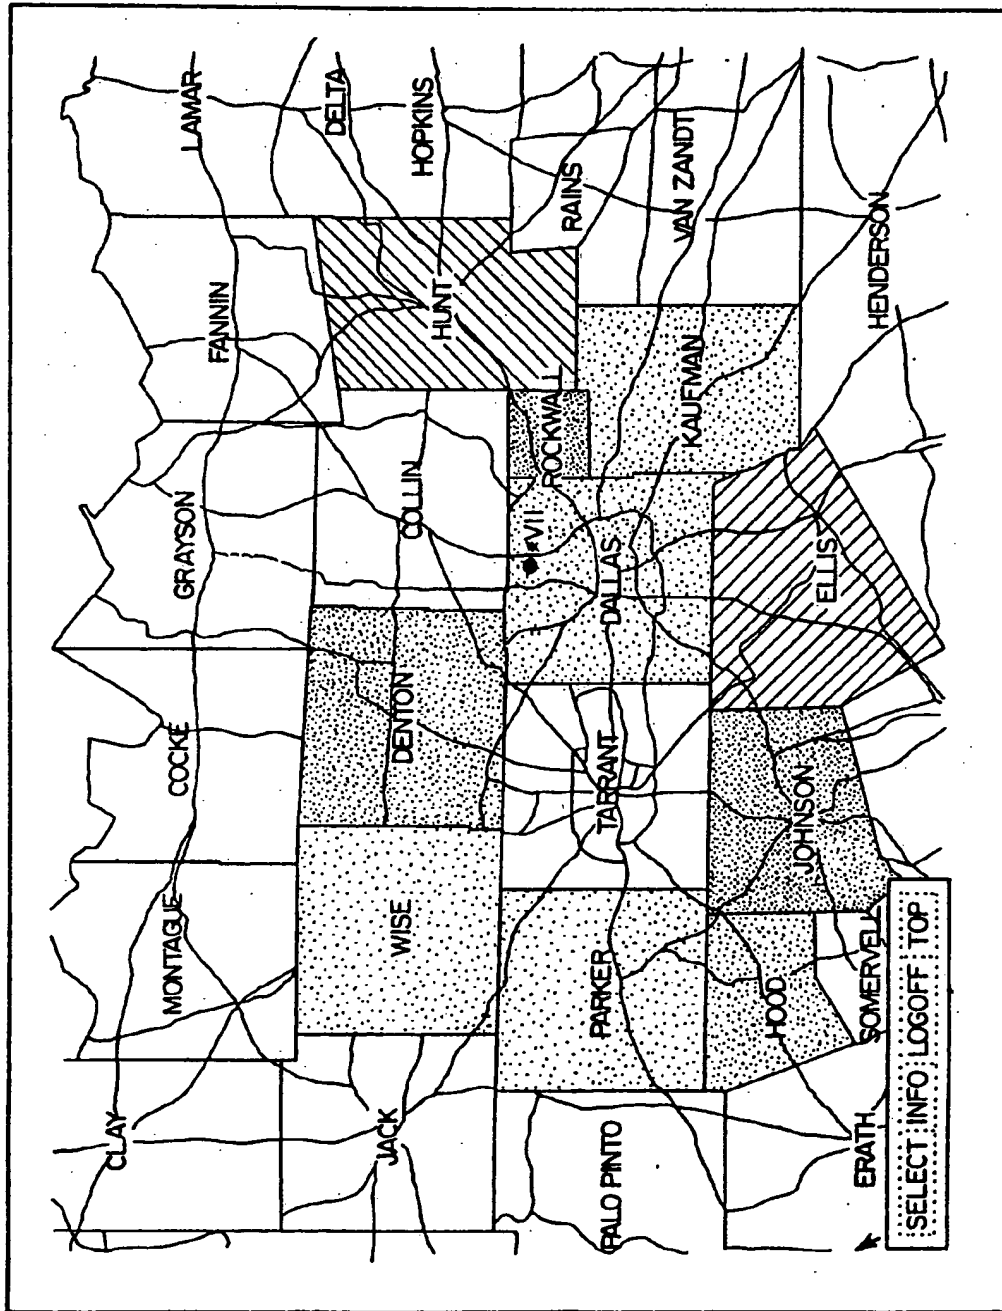 CLAY
MONTAGUE
COCKE
GRAYSON
FANNIN
LAMAR
DELTA
JACK
WISE
DENTON
COLLIN
HUNT
HOPKINS
PALO PINTO
PARKER
TARRANT
DALLAS
VII
ROCKWALL
RAINS
KAUFMAN
VAN ZANDT
ERATH
HOOD
SOMERVELL
JOHNSON
ELLIS
HENDERSON
SELECT INFO LOGOFF TOP